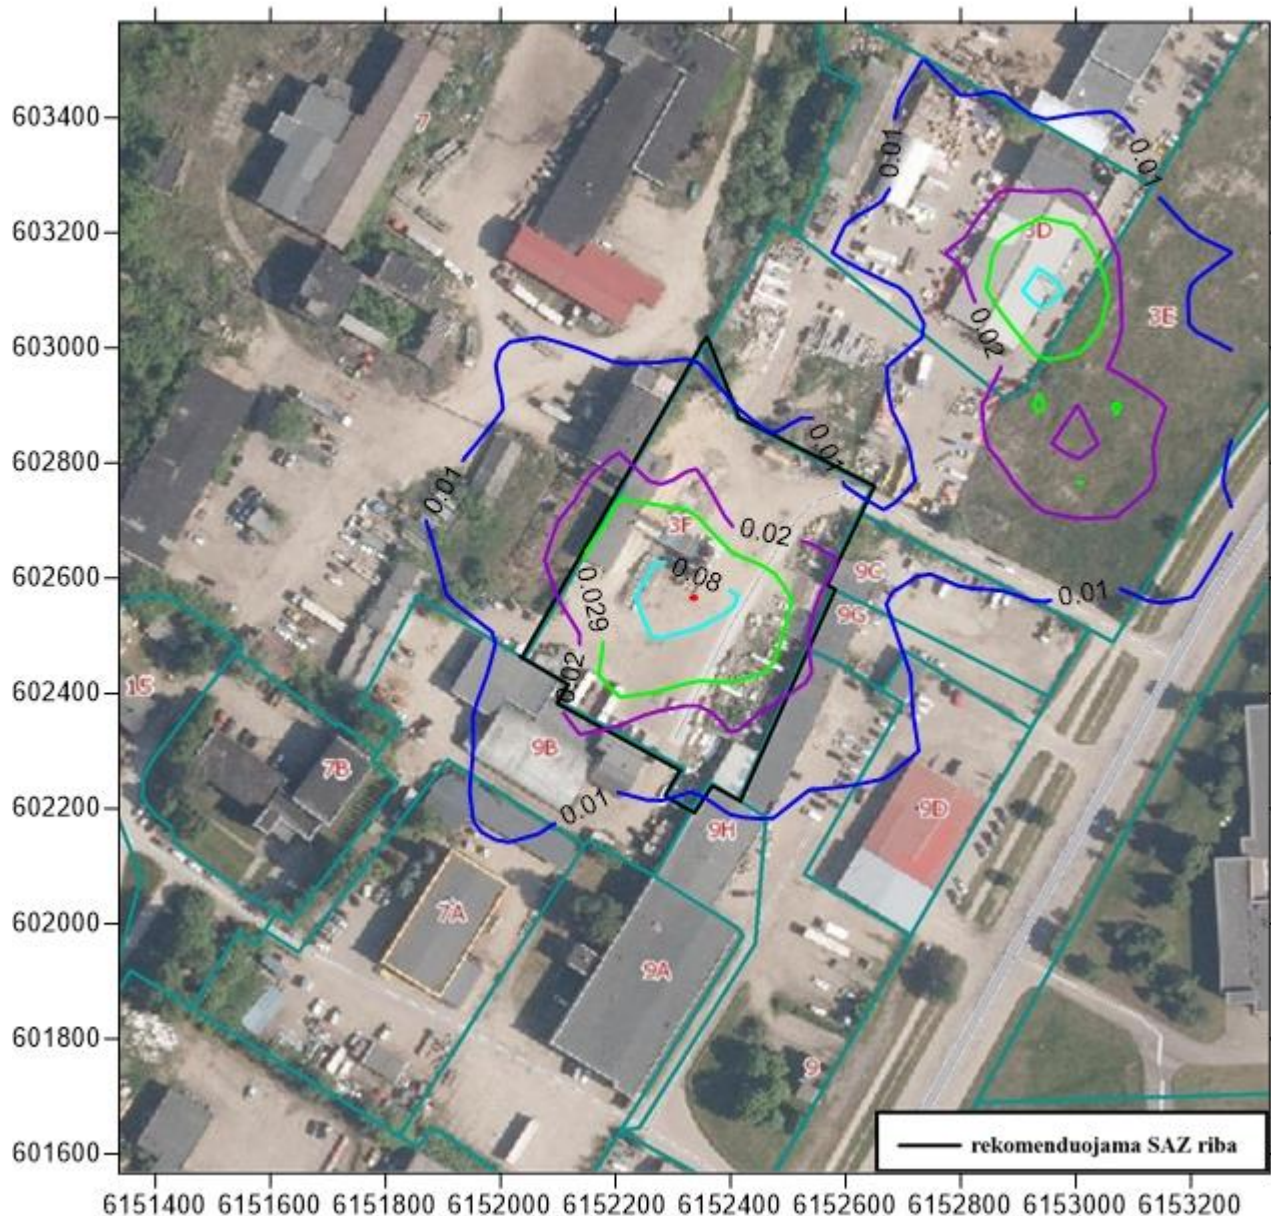 603400
603200
603000
602800
602600
602400
602200
602000
601800
601600
7
0.01
0.01
3D
3E
0.02
0.01
0.01
3F
0.02
0.08
0.029
0.02
9C
9G
0.01
15
7B
9B
0.01
9H
9D
7A
9A
9
rekomenduojama SAZ riba
6151400 6151600 6151800 6152000 6152200 6152400 6152600 6152800 6153000 6153200